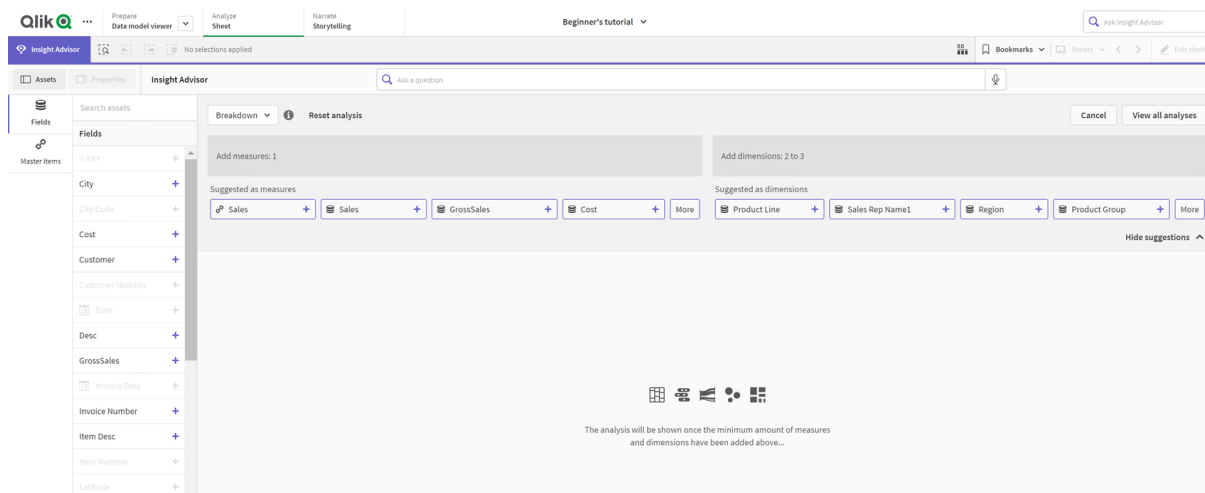 Qlik
Prepare
Data model viewer
Analyze
Sheet
Narrate
Storytelling
Beginner's tutorial
Ask Insight Advisor
Insight Advisor
No selections applied
Bookmarks
Sheets
Edit sheet
Assets
Properties
Insight Advisor
Ask a question
Fields
Master items
Search assets
Fields
%KEY
City
City Code
Cost
Customer
Customer Number
Date
Desc
GrossSales
Invoice Date
Invoice Number
Item Desc
Item Number
Latitude
Breakdown
Reset analysis
Cancel
View all analyses
Add measures: 1
Add dimensions: 2 to 3
Suggested as measures
Sales
Sales
GrossSales
Cost
More
Suggested as dimensions
Product Line
Sales Rep Name1
Region
Product Group
More
Hide suggestions
The analysis will be shown once the minimum amount of measures
and dimensions have been added above...